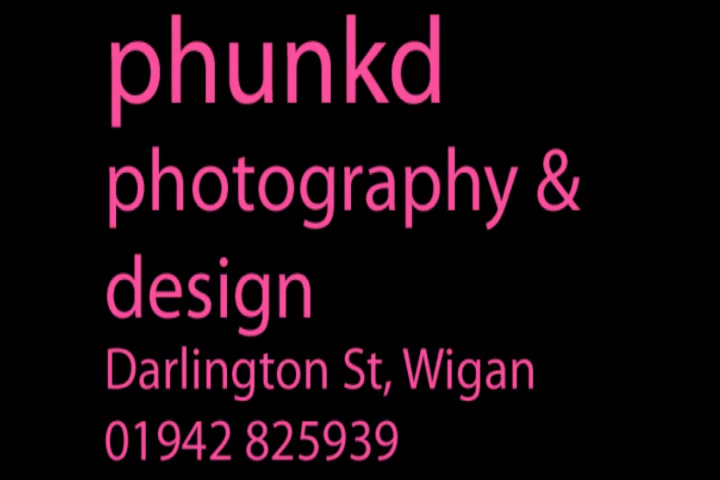 phunkd
photography &
design
Darlington St, Wigan
01942 825939